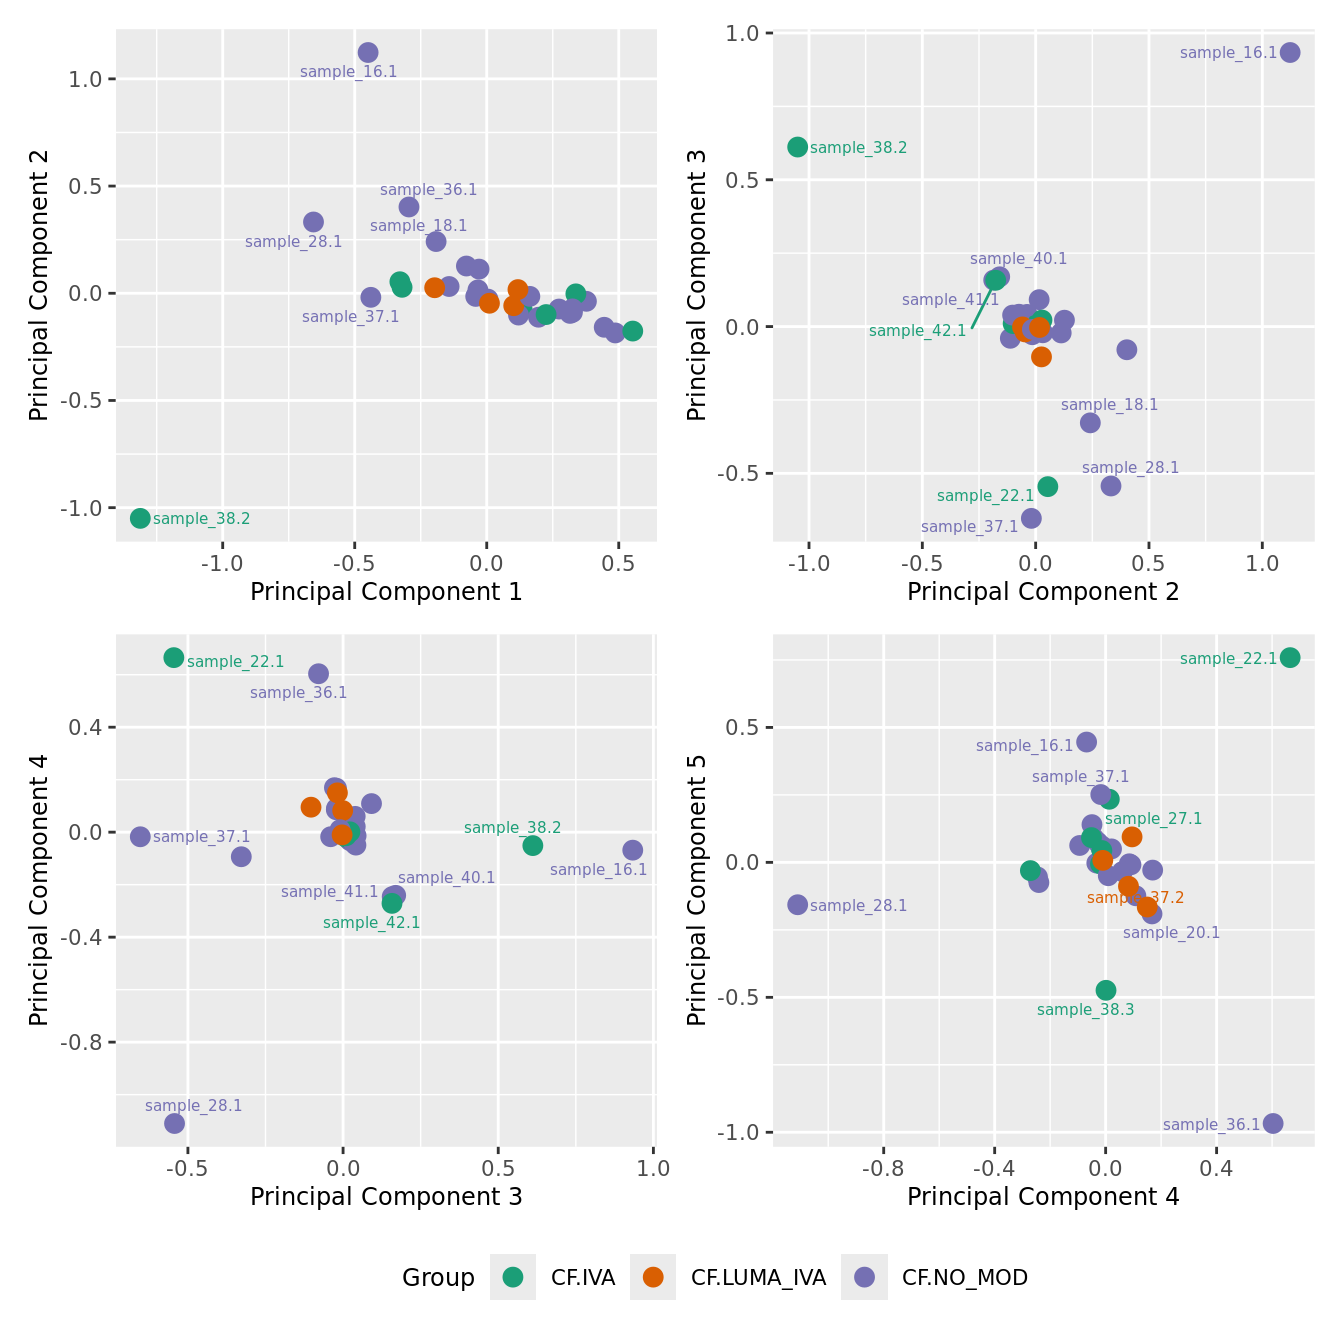 Principal Component 2
1.0
0.5
0.0
-0.5
-1.0
sample_16.1
sample_36.1
sample_18.1
sample_28.1
sample_37.1
sample_38.2
-1.0 -0.5 0.0 0.5
Principal Component 1
Principal Component 3
1.0
0.5
0.0
-0.5
sample_16.1
sample_38.2
sample_40.1
sample_41.1
sample_42.1
sample_18.1
sample_28.1
sample_22.1
sample_37.1
-1.0 -0.5 0.0 0.5 1.0
Principal Component 2
Principal Component 4
0.4
0.0
-0.4
-0.8
sample_22.1
sample_36.1
sample_38.2
sample_37.1
sample_16.1
sample_40.1
sample_41.1
sample_42.1
sample_28.1
-0.5 0.0 0.5 1.0
Principal Component 3
Principal Component 5
0.5
0.0
-0.5
-1.0
sample_22.1
sample_16.1
sample_37.1
sample_27.1
sample_37.2
sample_28.1
sample_20.1
sample_38.3
sample_36.1
-0.8 -0.4 0.0 0.4
Principal Component 4
Group CF.IVA CF.LUMA_IVA CF.NO_MOD